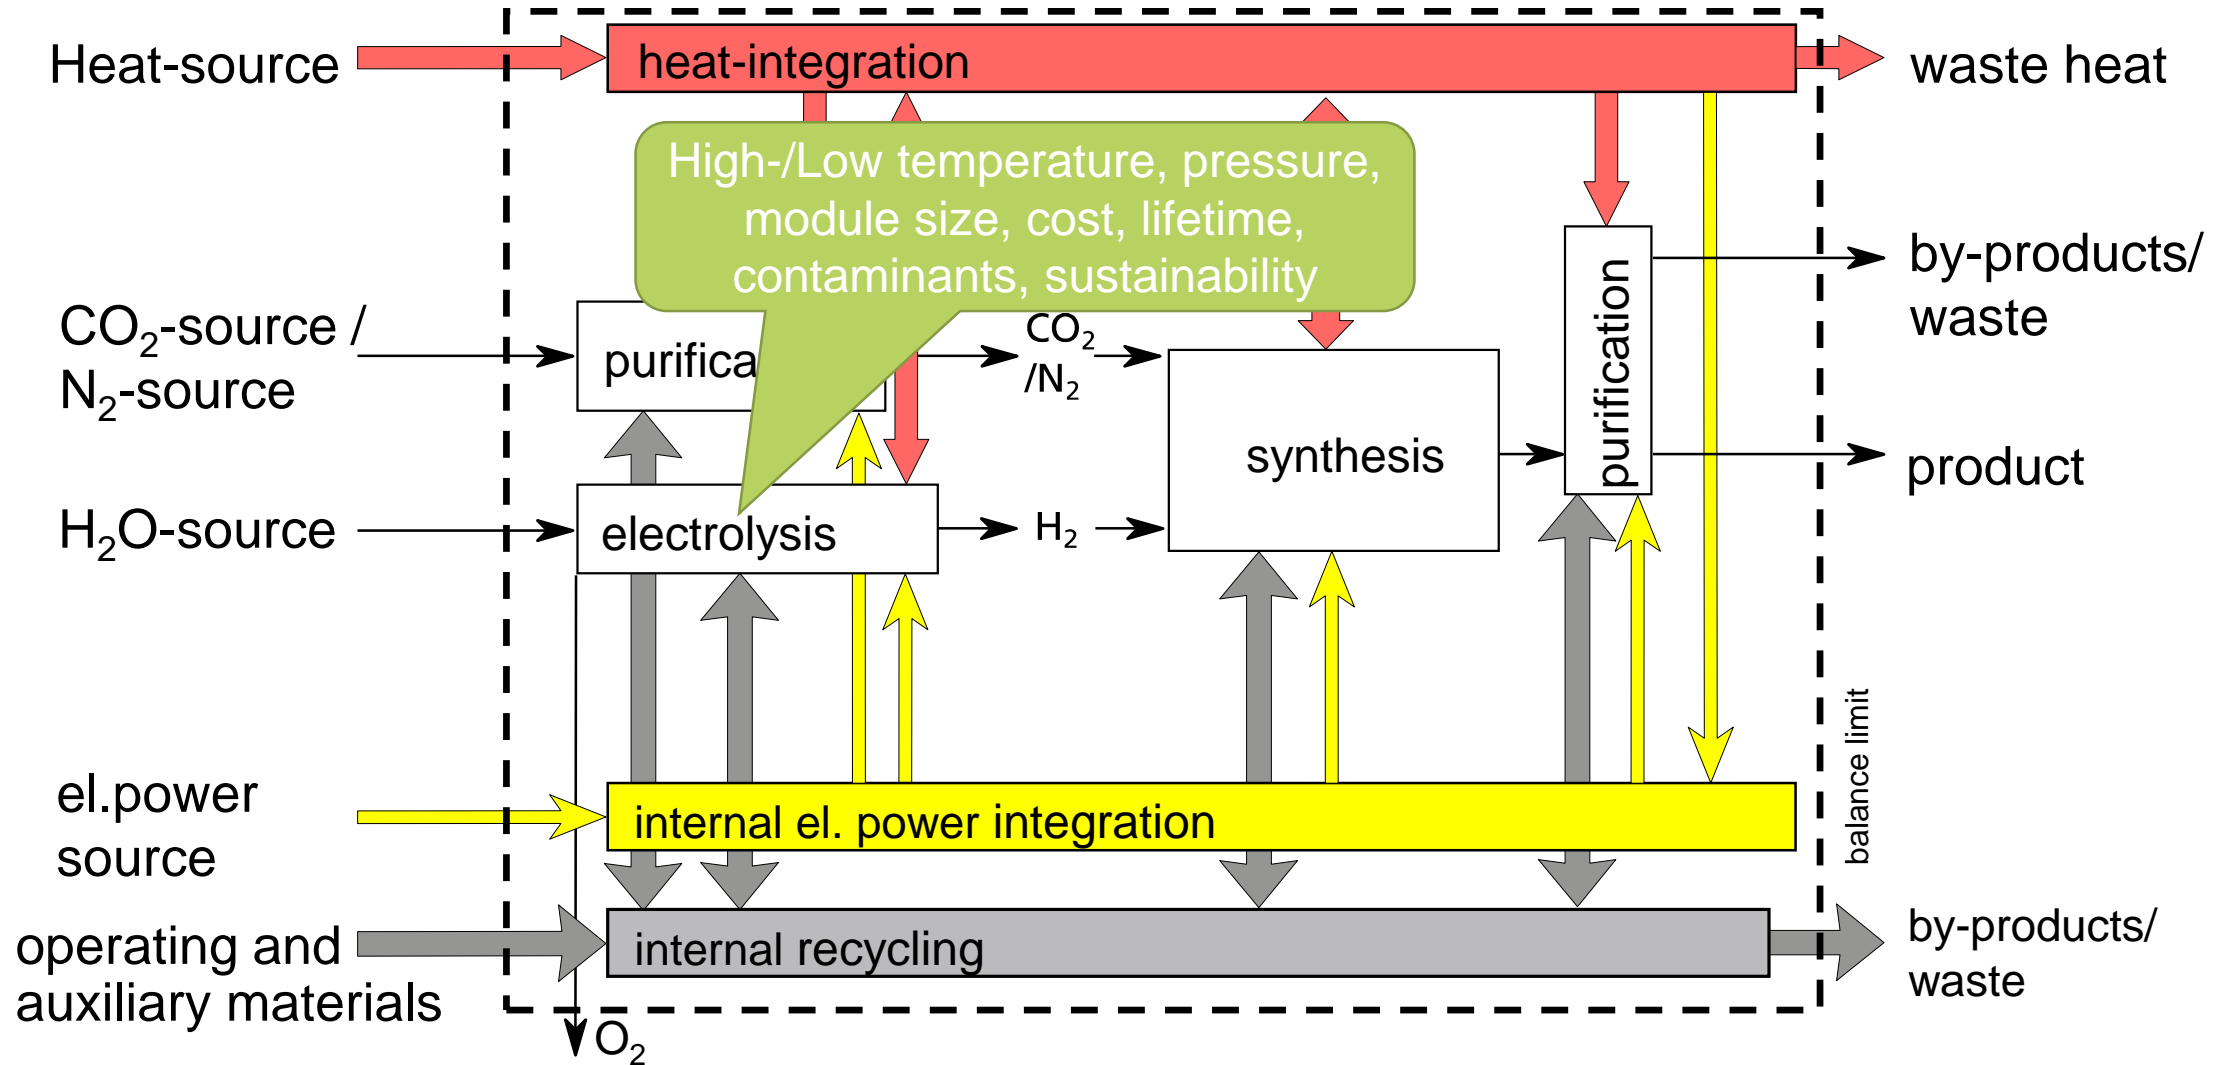 Heat-source
heat-integration
waste heat
High-/Low temperature, pressure,
module size, cost, lifetime,
contaminants, sustainability
CO₂-source /
N₂-source
purifica
CO₂
/N₂
purification
by-products/
waste
synthesis
product
H₂O-source
electrolysis
H₂
balance limit
el.power
source
internal el. power integration
operating and
auxiliary materials
internal recycling
by-products/
waste
O₂